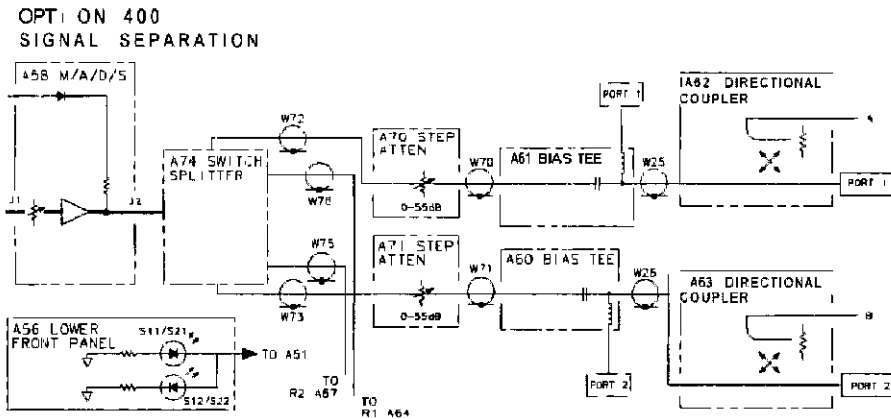 OPTION 400
SIGNAL SEPARATION
A58 M/A/D/S
J1
J2
A74 SWITCH
SPLITTER
W72
W76
W75
W73
A70 STEP
ATTEN
0-55dB
W70
A61 BIAS TEE
PORT 1
W25
A62 DIRECTIONAL
COUPLER
A
PORT 1
A71 STEP
ATTEN
0-55dB
W71
A60 BIAS TEE
PORT 2
W26
A63 DIRECTIONAL
COUPLER
B
PORT 2
A56 LOWER
FRONT PANEL
S11/S21
S12/S22
TO A51
TO
R2 A67
TO
R1 A64